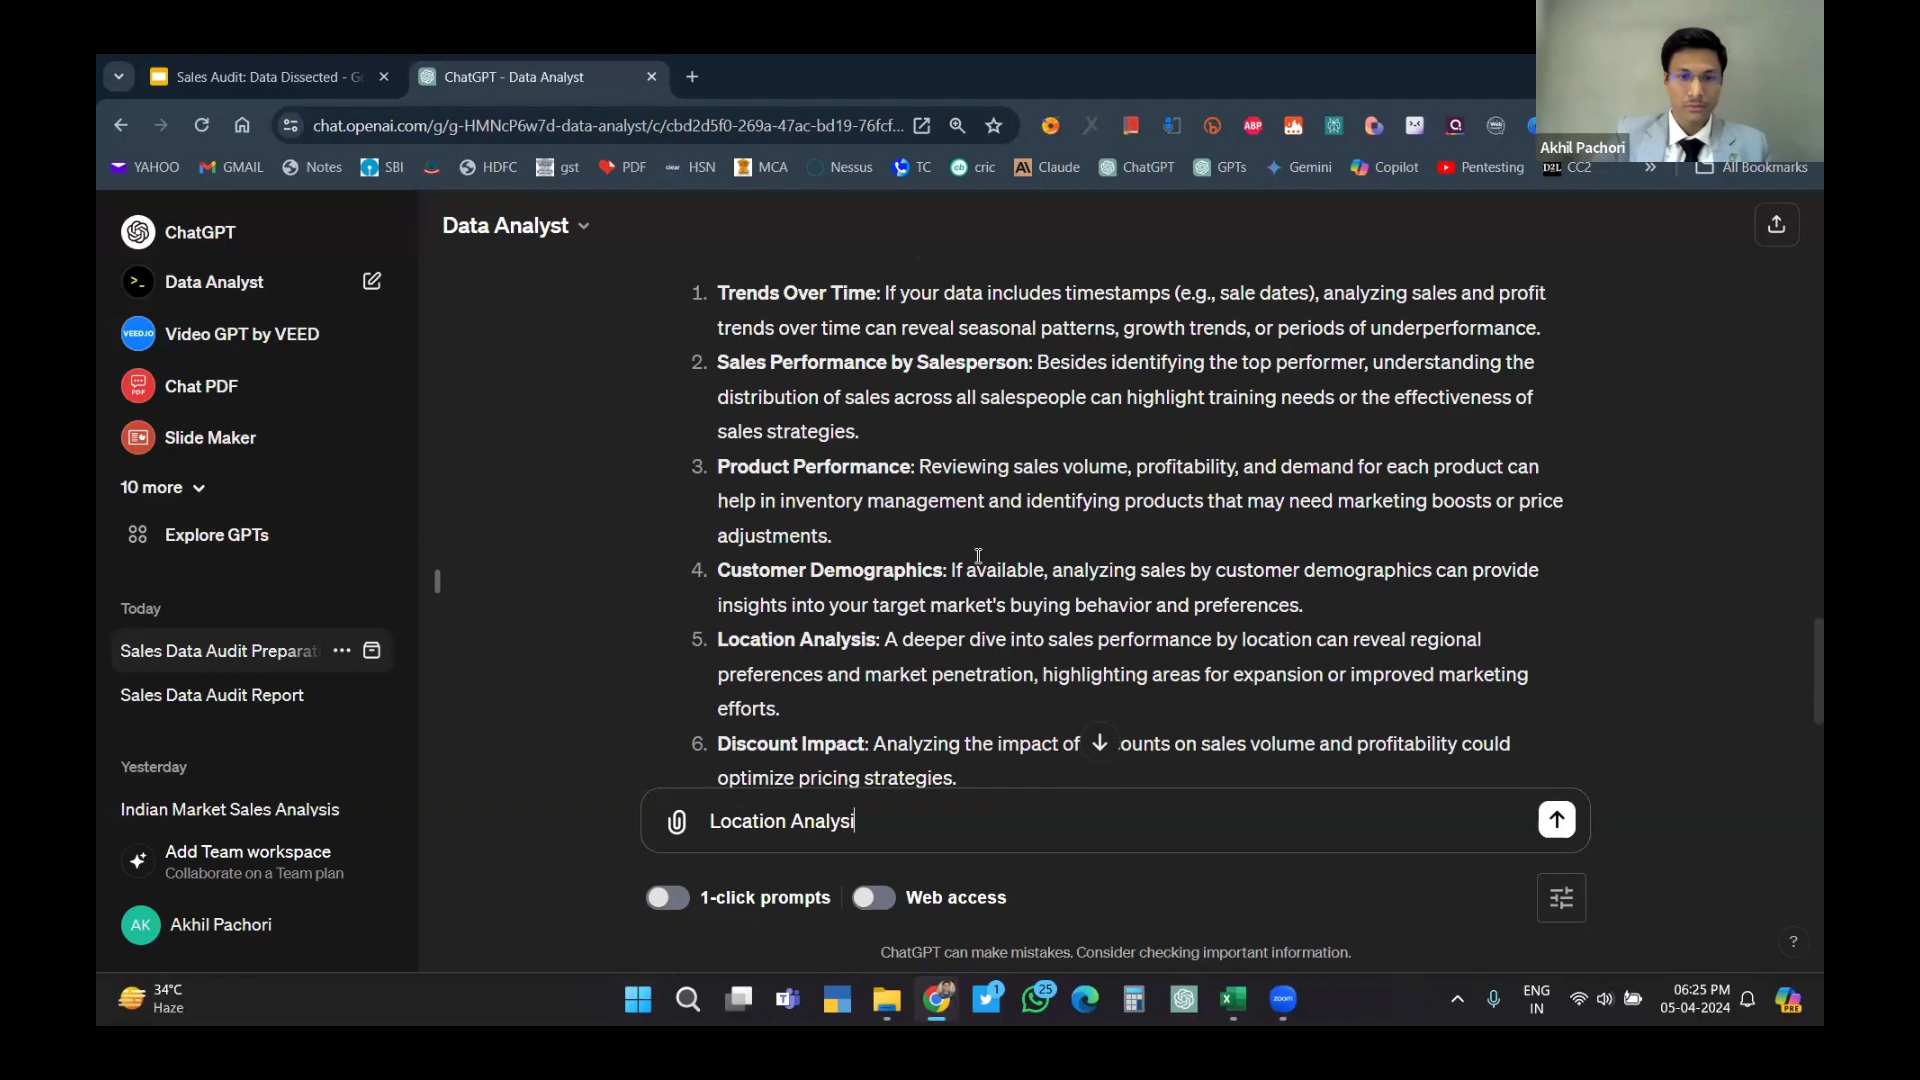 Sales Audit: Data Dissected - G
ChatGPT - Data Analyst
chat.openai.com/g/g-HMNcP6w7d-data-analyst/c/cbd2d5f0-269a-47ac-bd19-76fcf...
Akhil Pachori
YAHOO GMAIL Notes SBI HDFC gst PDF HSN MCA Nessus TC cric Claude ChatGPT GPTs Gemini Copilot Pentesting CC2 » All Bookmarks
ChatGPT
Data Analyst
Video GPT by VEED
Chat PDF
Slide Maker
10 more
Explore GPTs
Today
Sales Data Audit Preparat
Sales Data Audit Report
Yesterday
Indian Market Sales Analysis
Add Team workspace
Collaborate on a Team plan
AK Akhil Pachori
Data Analyst
1. Trends Over Time: If your data includes timestamps (e.g., sale dates), analyzing sales and profit
trends over time can reveal seasonal patterns, growth trends, or periods of underperformance.
2. Sales Performance by Salesperson: Besides identifying the top performer, understanding the
distribution of sales across all salespeople can highlight training needs or the effectiveness of
sales strategies.
3. Product Performance: Reviewing sales volume, profitability, and demand for each product can
help in inventory management and identifying products that may need marketing boosts or price
adjustments.
4. Customer Demographics: If available, analyzing sales by customer demographics can provide
insights into your target market's buying behavior and preferences.
5. Location Analysis: A deeper dive into sales performance by location can reveal regional
preferences and market penetration, highlighting areas for expansion or improved marketing
efforts.
6. Discount Impact: Analyzing the impact of ounts on sales volume and profitability could
optimize pricing strategies.
Location Analysi
1-click prompts Web access
ChatGPT can make mistakes. Consider checking important information.
?
34°C
Haze
1
25
zoom
ENG
IN
06:25 PM
05-04-2024
PRE